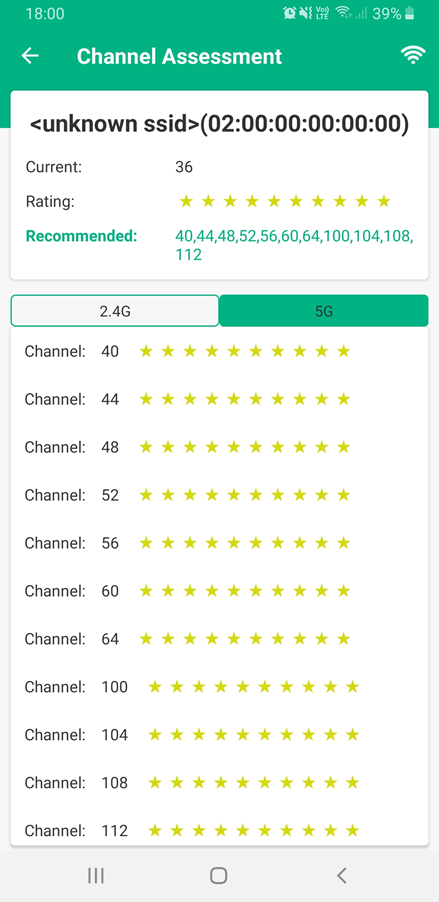 18:00 Vo)) LTE 39%
Channel Assessment
<unknown ssid>(02:00:00:00:00:00)
Current: 36
Rating:
Recommended: 40,44,48,52,56,60,64,100,104,108,
112
2.4G 5G
Channel: 40
Channel: 44
Channel: 48
Channel: 52
Channel: 56
Channel: 60
Channel: 64
Channel: 100
Channel: 104
Channel: 108
Channel: 112